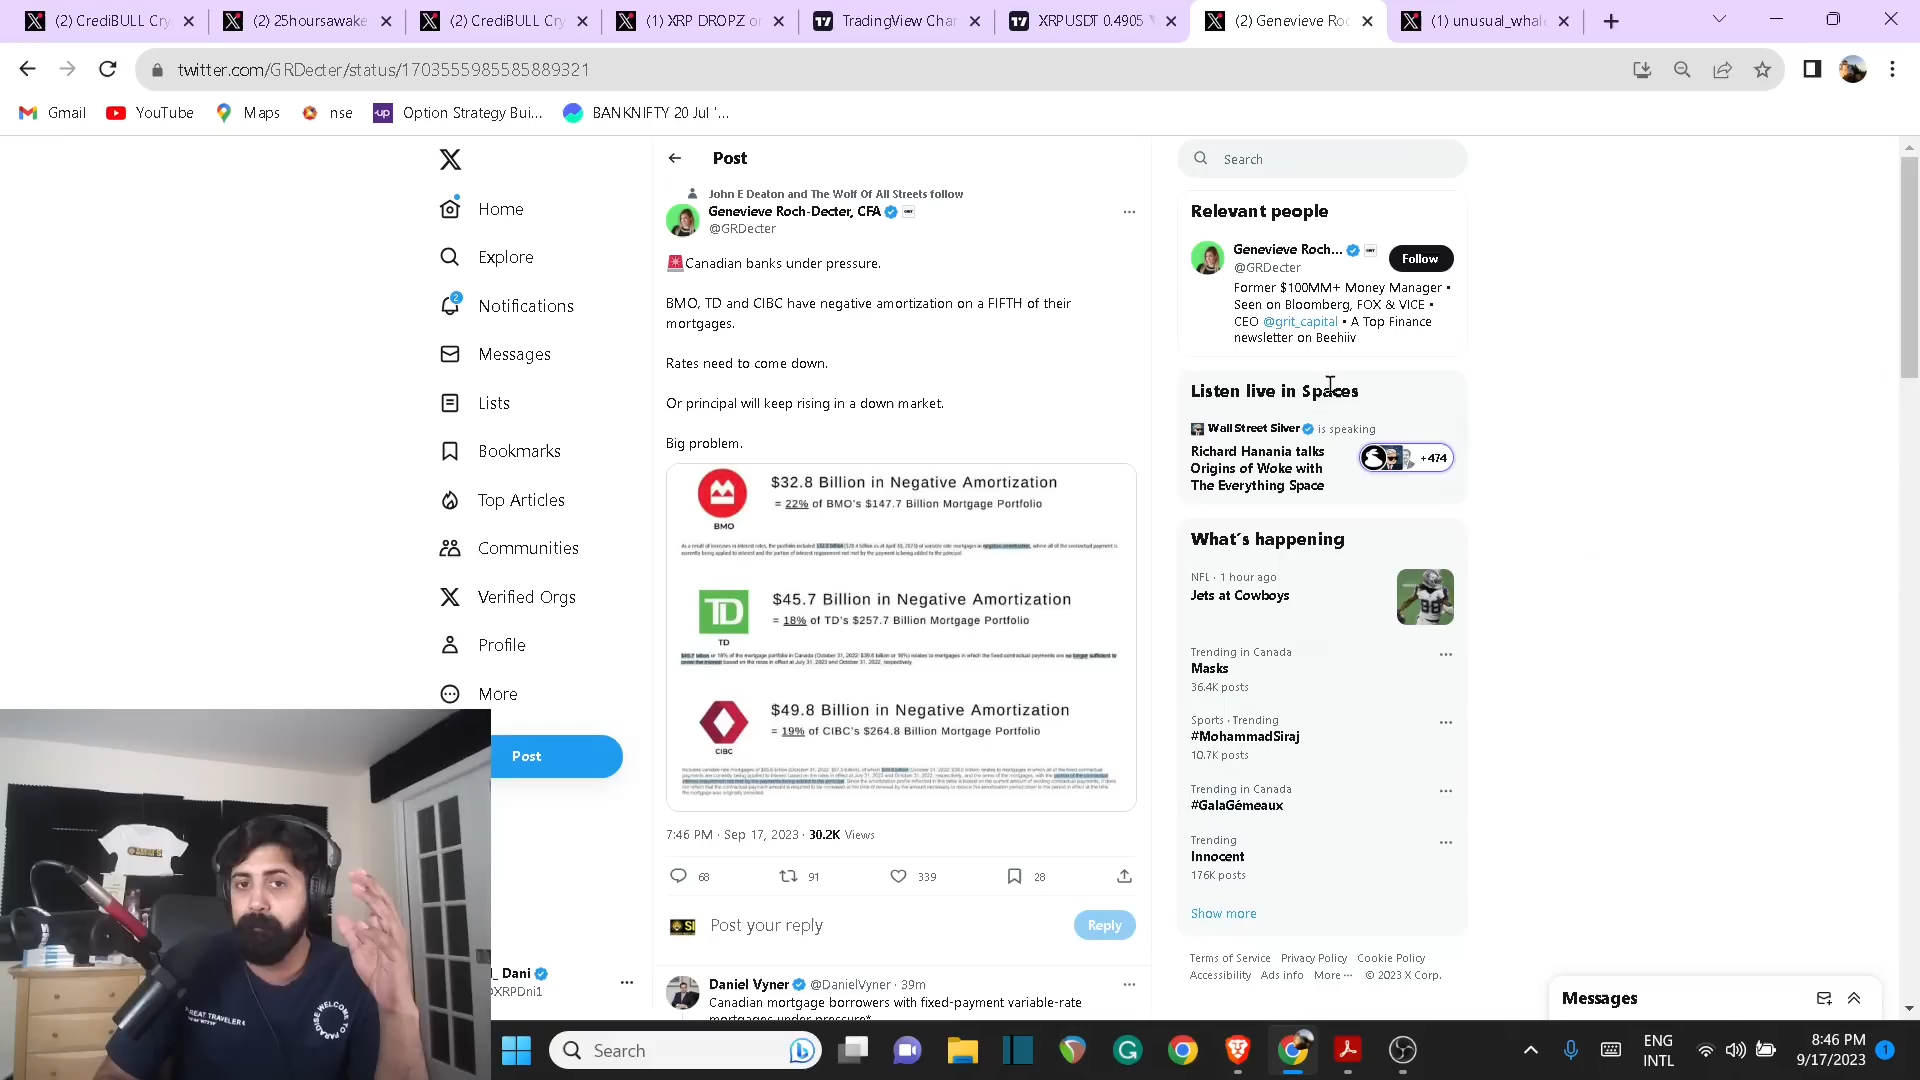 (2) CrediBULL Cry
(2) 25hoursawake
(2) CrediBULL Cry
(1) XRP DROPZ on
TradingView Char
XRPUSDT 0.4905
(2) Genevieve Roc
(1) unusual_whale
twitter.com/GRDecter/status/1703555985585889321
Gmail
YouTube
Maps
nse
Option Strategy Bui...
BANKNIFTY 20 Jul '...
Home
Explore
2
Notifications
Messages
Lists
Bookmarks
Top Articles
Communities
Verified Orgs
Profile
More
Post
Dani
XRPDni1
Post
John E Deaton and The Wolf Of All Streets follow
Genevieve Roch-Decter, CFA
@GRDecter
🚨Canadian banks under pressure.
BMO, TD and CIBC have negative amortization on a FIFTH of their
mortgages.
Rates need to come down.
Or principal will keep rising in a down market.
Big problem.
$32.8 Billion in Negative Amortization
= 22% of BMO's $147.7 Billion Mortgage Portfolio
BMO
$45.7 Billion in Negative Amortization
= 18% of TD's $257.7 Billion Mortgage Portfolio
TD
TD
$49.8 Billion in Negative Amortization
= 19% of CIBC's $264.8 Billion Mortgage Portfolio
CIBC
7:46 PM · Sep 17, 2023 · 30.2K Views
68
91
339
28
Post your reply
Reply
Daniel Vyner @DanielVyner · 39m
Canadian mortgage borrowers with fixed-payment variable-rate
mortgages under pressure*
Search
Relevant people
Genevieve Roch...
@GRDecter
Follow
Former $100MM+ Money Manager •
Seen on Bloomberg, FOX & VICE •
CEO @grit_capital • A Top Finance
newsletter on Beehiiv
Listen live in Spaces
Wall Street Silver is speaking
Richard Hanania talks
Origins of Woke with
The Everything Space
+474
What's happening
NFL · 1 hour ago
Jets at Cowboys
Trending in Canada
Masks
36.4K posts
Sports · Trending
#MohammadSiraj
10.7K posts
Trending in Canada
#GalaGémeaux
Trending
Innocent
176K posts
Show more
Terms of Service Privacy Policy Cookie Policy
Accessibility Ads info More ··· © 2023 X Corp.
Messages
WELCOME TO PARADISE
Search
ENG
INTL
8:46 PM
9/17/2023
1